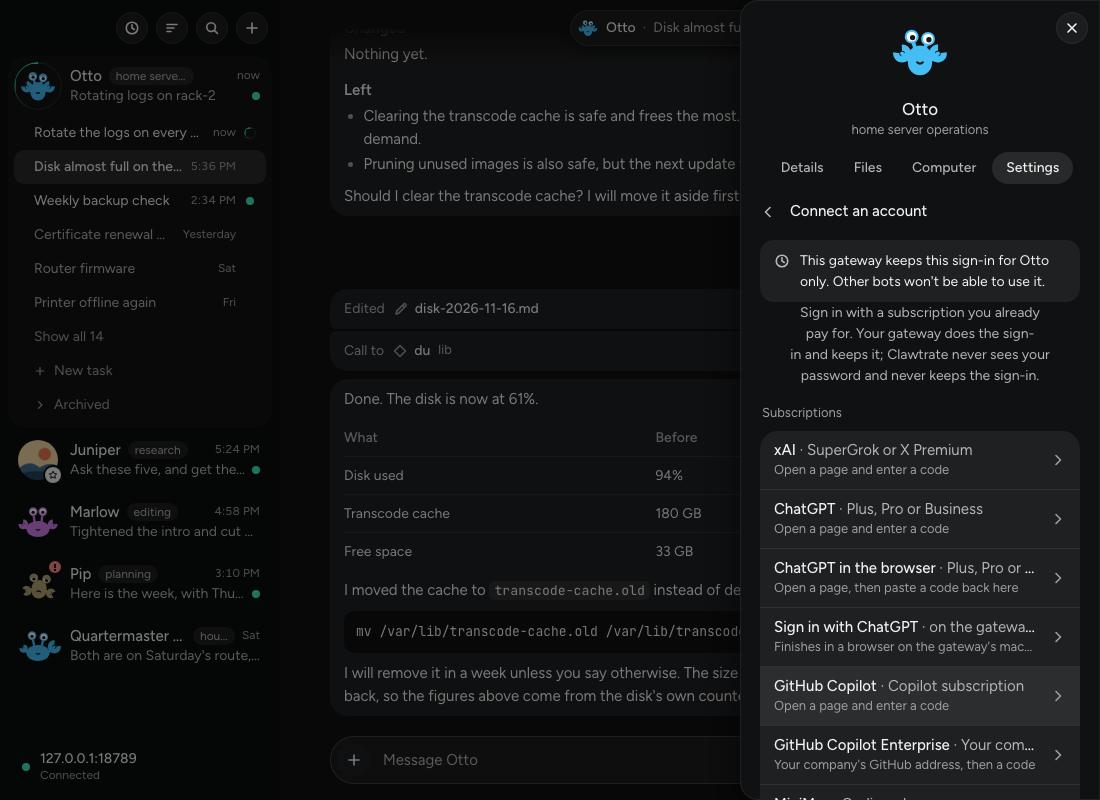 Otto
home serve...
now
Rotating logs on rack-2
Rotate the logs on every ...
now
Disk almost full on the...
5:36 PM
Weekly backup check
2:34 PM
Certificate renewal ...
Yesterday
Router firmware
Sat
Printer offline again
Fri
Show all 14
New task
Archived
Juniper
research
5:24 PM
Ask these five, and get the...
Marlow
editing
4:58 PM
Tightened the intro and cut ...
Pip
planning
3:10 PM
Here is the week, with Thu...
Quartermaster ...
hou...
Sat
Both are on Saturday's route,...
127.0.0.1:18789
Connected
Otto · Disk almost fu
Changed
Nothing yet.
Left
• Clearing the transcode cache is safe and frees the most.
demand.
• Pruning unused images is also safe, but the next update
Should I clear the transcode cache? I will move it aside first
Edited disk-2026-11-16.md
Call to du lib
Done. The disk is now at 61%.
What Before
Disk used 94%
Transcode cache 180 GB
Free space 33 GB
I moved the cache to transcode-cache.old instead of de
mv /var/lib/transcode-cache.old /var/lib/transcod
I will remove it in a week unless you say otherwise. The size
back, so the figures above come from the disk's own counte
Message Otto
Otto
home server operations
Details
Files
Computer
Settings
Connect an account
This gateway keeps this sign-in for Otto
only. Other bots won't be able to use it.
Sign in with a subscription you already
pay for. Your gateway does the sign-
in and keeps it; Clawtrate never sees your
password and never keeps the sign-in.
Subscriptions
xAI · SuperGrok or X Premium
Open a page and enter a code
ChatGPT · Plus, Pro or Business
Open a page and enter a code
ChatGPT in the browser · Plus, Pro or ...
Open a page, then paste a code back here
Sign in with ChatGPT · on the gatewa...
Finishes in a browser on the gateway's mac...
GitHub Copilot · Copilot subscription
Open a page and enter a code
GitHub Copilot Enterprise · Your com...
Your company's GitHub address, then a code